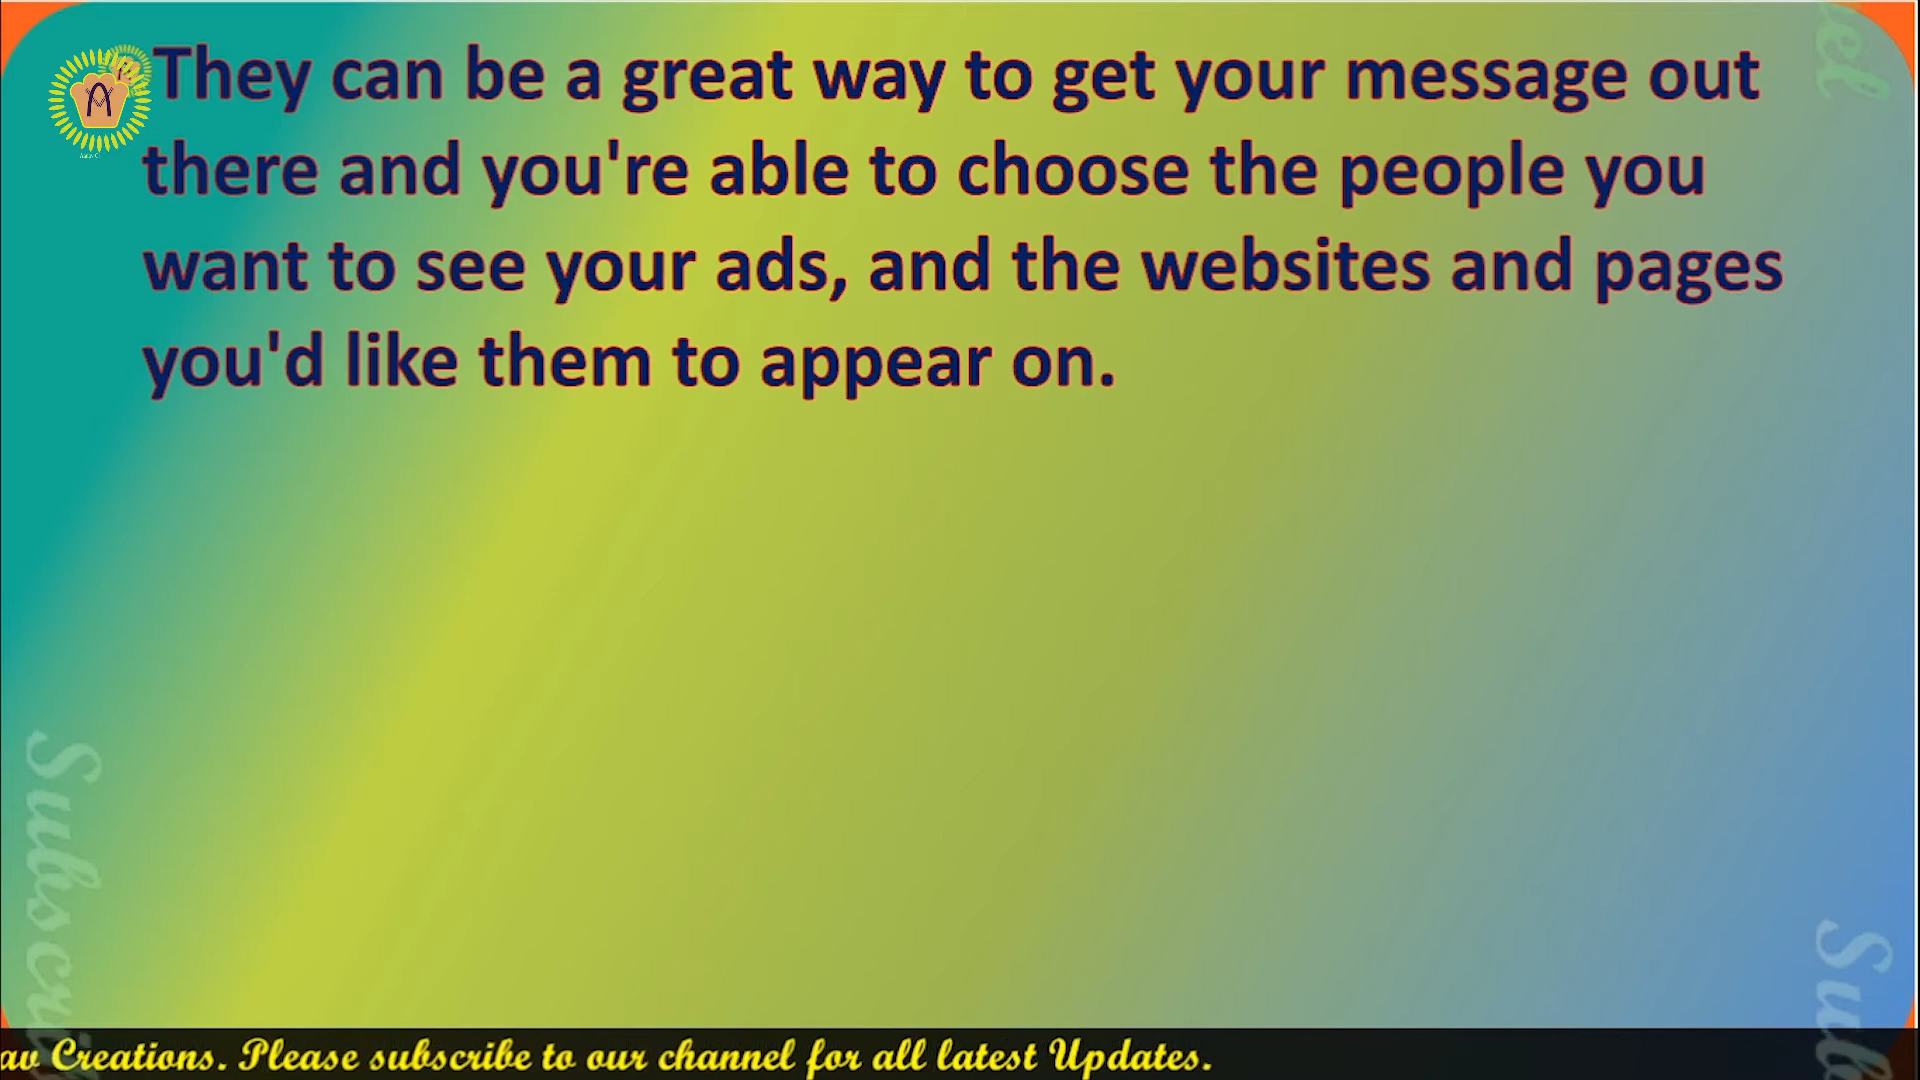 They can be a great way to get your message out
there and you're able to choose the people you
want to see your ads, and the websites and pages
you'd like them to appear on.
av Creations. Please subscribe to our channel for all latest Updates.